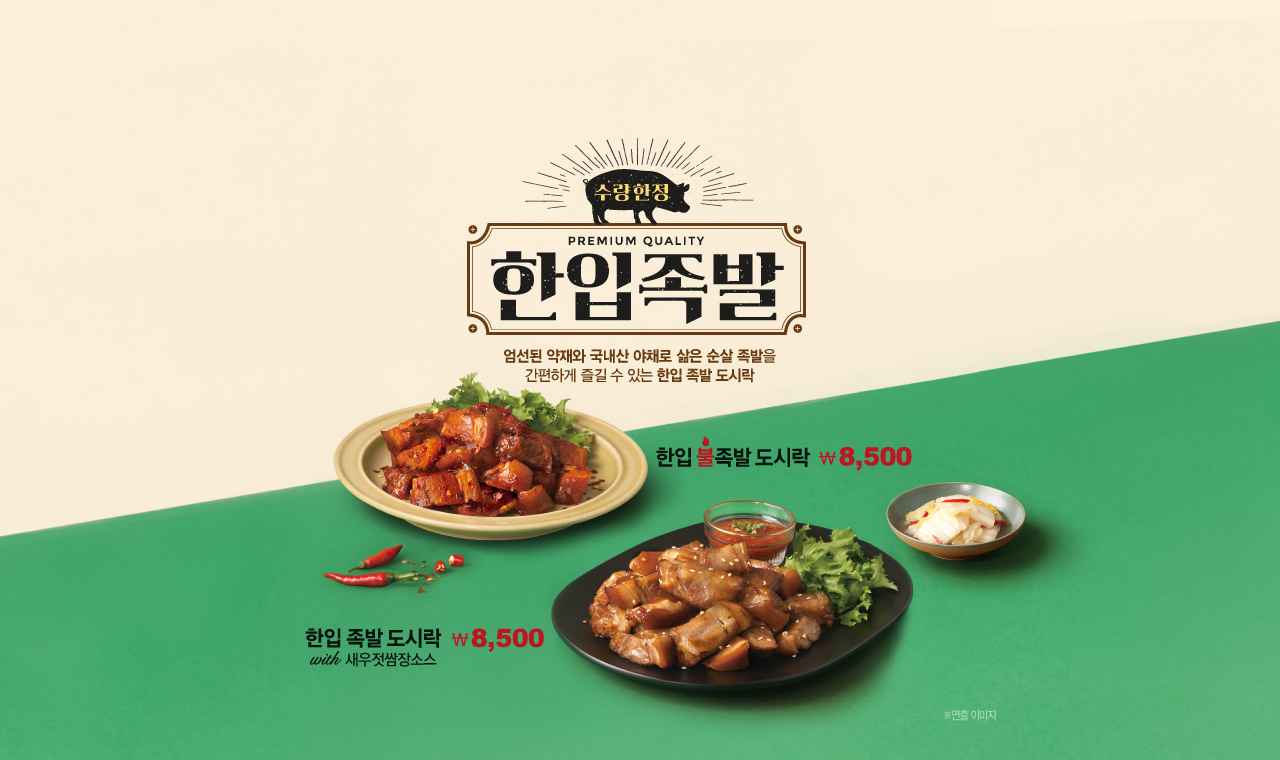 수량한정
PREMIUM QUALITY
한입족발
엄선된 약재와 국내산 야채로 삶은 순살 족발을
간편하게 즐길 수 있는 한입 족발 도시락
한입 불족발 도시락 ₩8,500
한입 족발 도시락 ₩8,500
with 새우젓쌈장소스
※연출 이미지